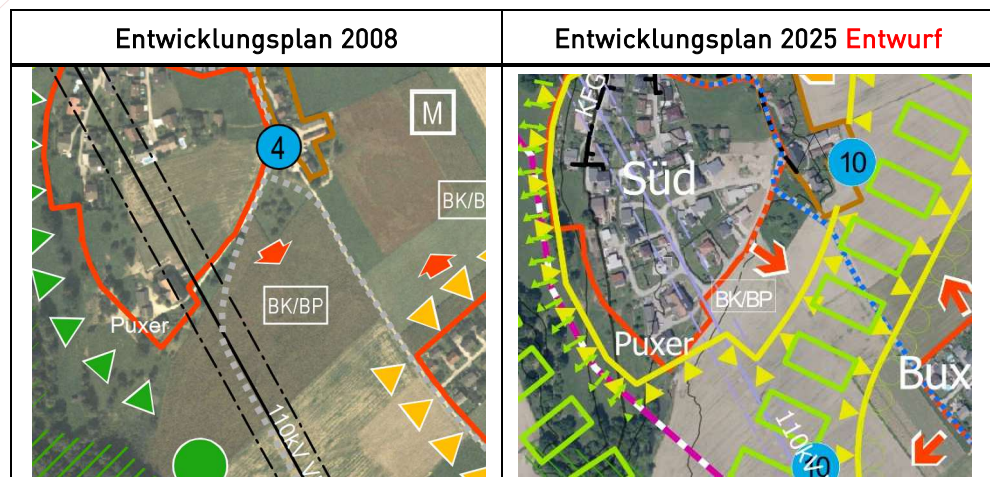 Entwicklungsplan 2008
Entwicklungsplan 2025 Entwurf
M
4
BK/B
BK/BP
Puxer
110kV V
KFG
10
Süd
BK/BP
Puxer
Bux
110kV
10